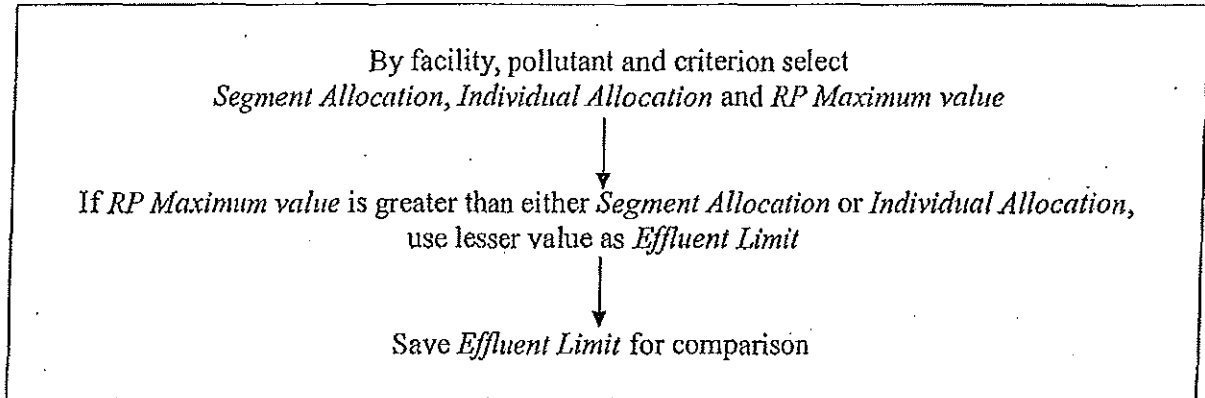 By facility, pollutant and criterion select
Segment Allocation, Individual Allocation and RP Maximum value
If RP Maximum value is greater than either Segment Allocation or Individual Allocation,
use lesser value as Effluent Limit
Save Effluent Limit for comparison